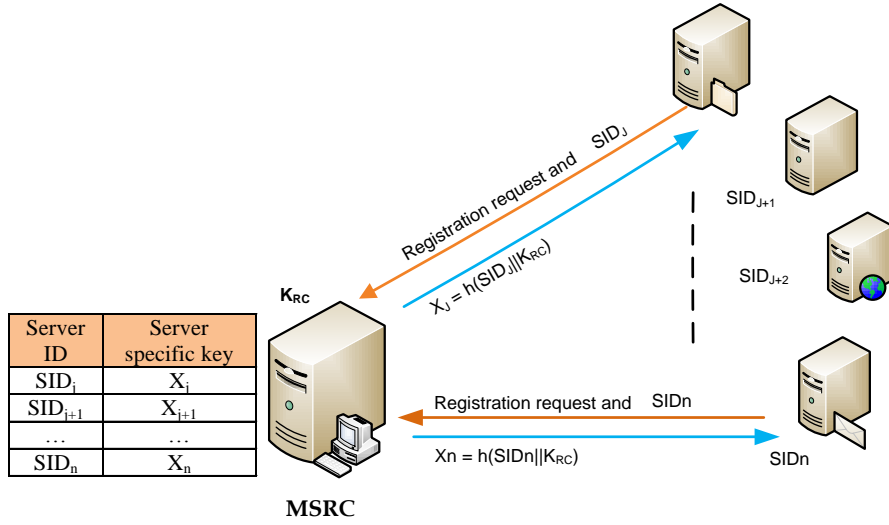 Registration request and SID_J
X_J = h(SID_J||K_RC)
SID_J+1
SID_J+2
K_RC
Server ID Server specific key
SID_j X_j
SID_j+1 X_j+1
… …
SID_n X_n
Registration request and SIDn
Xn = h(SIDn||K_RC)
SIDn
MSRC